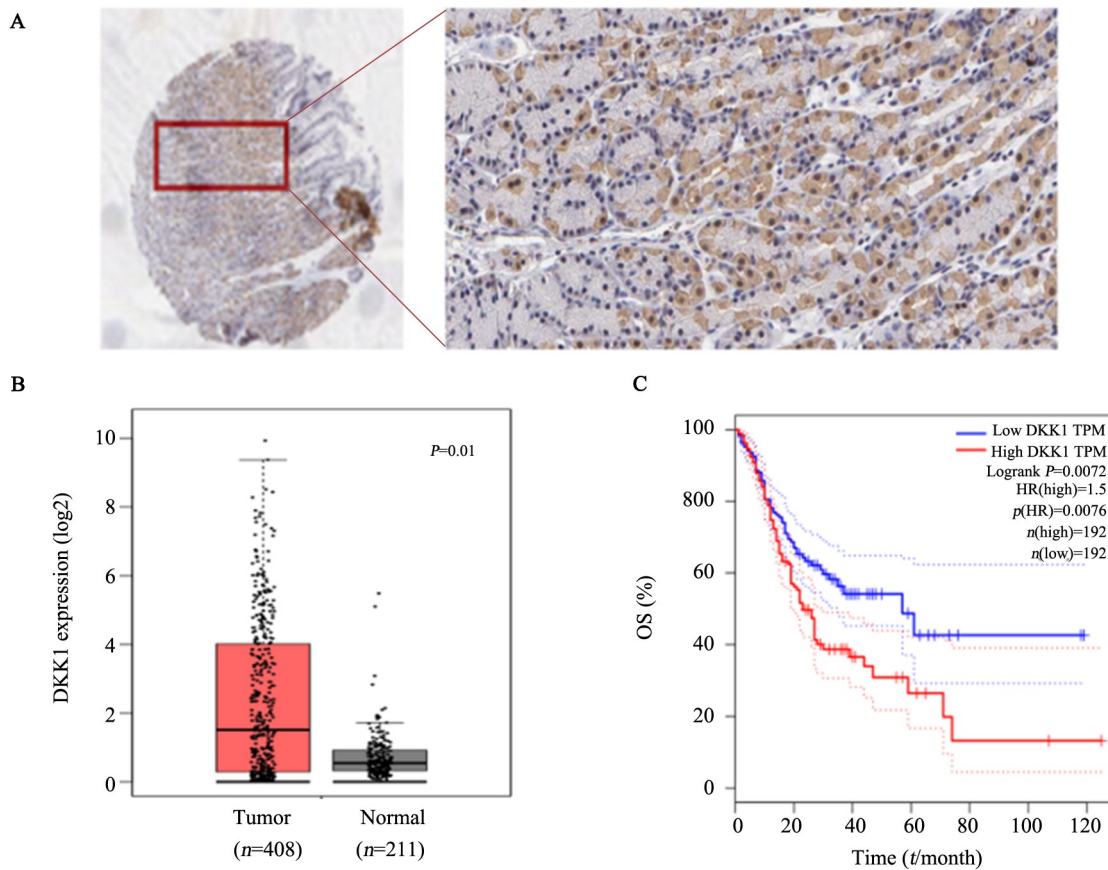 A
B
10
8
6
4
2
0
DKK1 expression (log2)
P=0.01
Tumor
Normal
(n=408)
(n=211)
C
100
800
60
40
20
0
OS (%)
Low DKK1 TPM
High DKK1 TPM
Logrank P=0.0072
HR(high)=1.5
p(HR)=0.0076
n(high)=192
n(low)=192
0 20 40 60 80 100 120
Time (t/month)